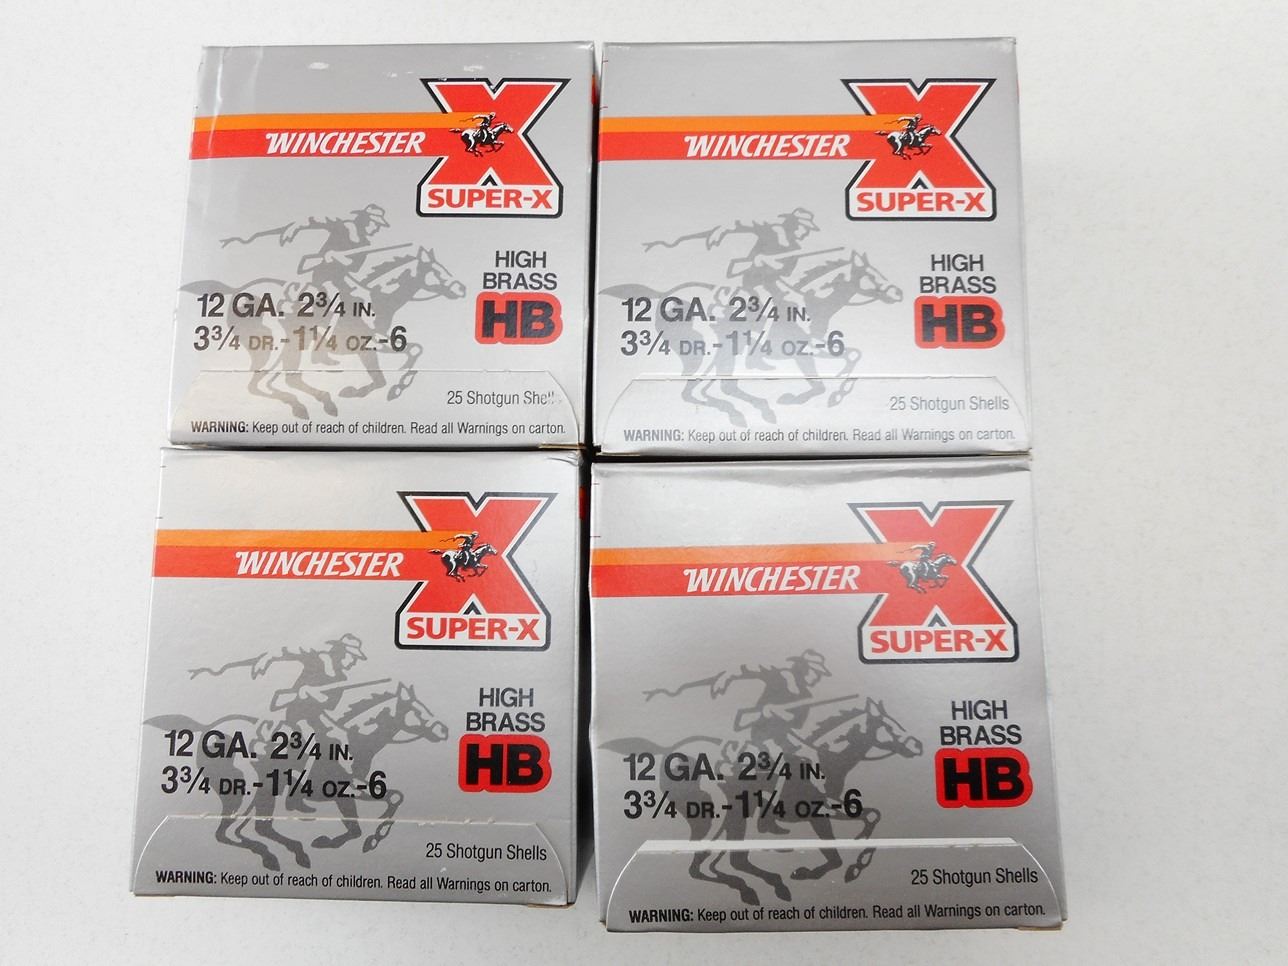 WINCHESTER
SUPER-X
HIGH
BRASS
HB
12 GA. 2¾ IN.
3¾ DR.-1¼ OZ.-6
25 Shotgun Shells
WARNING: Keep out of reach of children. Read all Warnings on carton.
WINCHESTER
SUPER-X
HIGH
BRASS
HB
12 GA. 2¾ IN.
3¾ DR.-1¼ OZ.-6
25 Shotgun Shells
WARNING: Keep out of reach of children. Read all Warnings on carton.
WINCHESTER
SUPER-X
HIGH
BRASS
HB
12 GA. 2¾ IN.
3¾ DR.-1¼ OZ.-6
25 Shotgun Shells
WARNING: Keep out of reach of children. Read all Warnings on carton.
WINCHESTER
SUPER-X
HIGH
BRASS
HB
12 GA. 2¾ IN.
3¾ DR.-1¼ OZ.-6
25 Shotgun Shells
WARNING: Keep out of reach of children. Read all Warnings on carton.